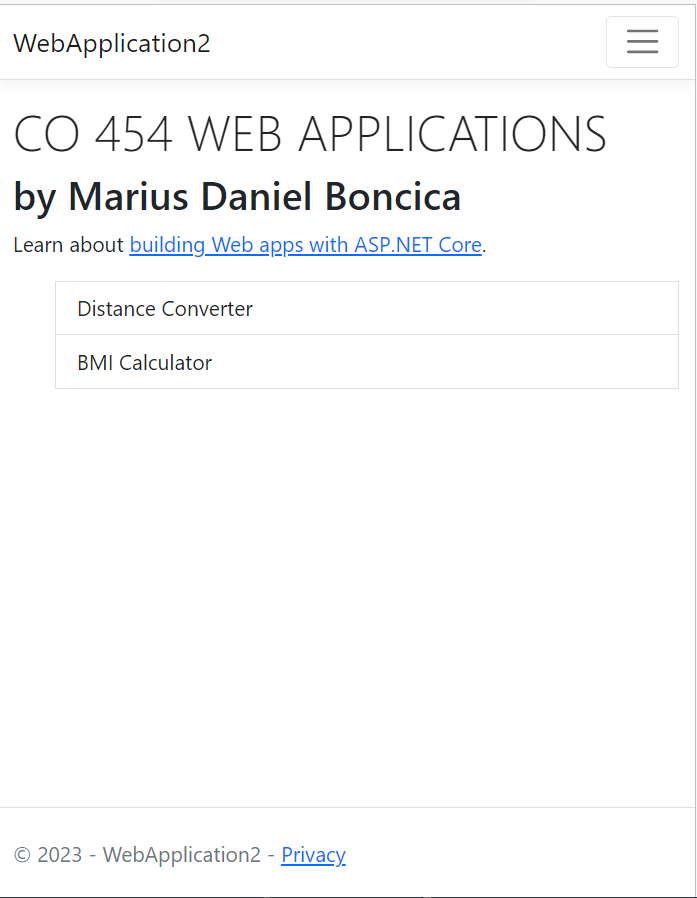 WebApplication2
CO 454 WEB APPLICATIONS
by Marius Daniel Boncica
Learn about building Web apps with ASP.NET Core.
Distance Converter
BMI Calculator
© 2023 - WebApplication2 - Privacy